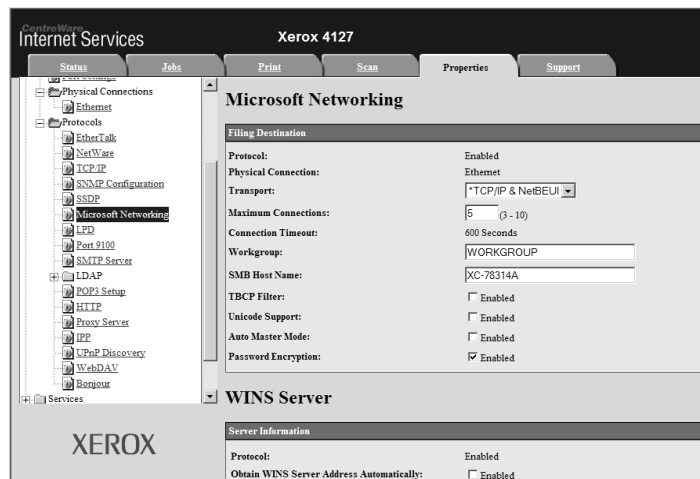 CentreWare
Internet Services
Xerox 4127
Status
Jobs
Print
Scan
Properties
Support
Port Settings
Physical Connections
Ethernet
Protocols
EtherTalk
NetWare
TCP/IP
SNMP Configuration
SSDP
Microsoft Networking
LPD
Port 9100
SMTP Server
LDAP
POP3 Setup
HTTP
Proxy Server
IPP
UPnP Discovery
WebDAV
Bonjour
Services
XEROX
Microsoft Networking
Filing Destination
Protocol: Enabled
Physical Connection: Ethernet
Transport: *TCP/IP & NetBEUI
Maximum Connections: 5 (3 - 10)
Connection Timeout: 600 Seconds
Workgroup: WORKGROUP
SMB Host Name: XC-78314A
TBCP Filter: Enabled
Unicode Support: Enabled
Auto Master Mode: Enabled
Password Encryption: Enabled
WINS Server
Server Information
Protocol: Enabled
Obtain WINS Server Address Automatically: Enabled